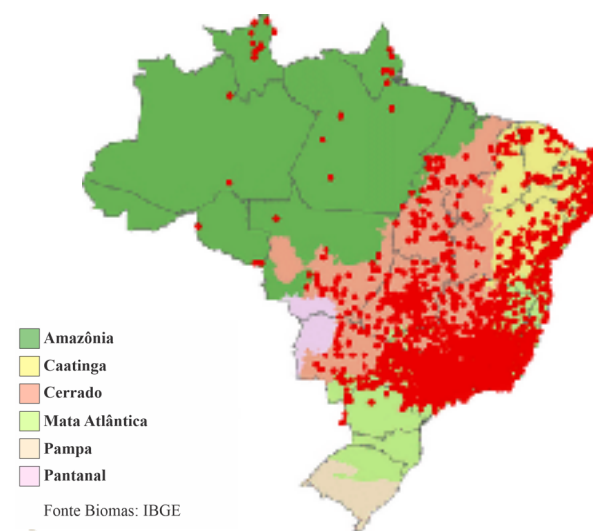 Amazônia
Caatinga
Cerrado
Mata Atlântica
Pampa
Pantanal
Fonte Biomas: IBGE